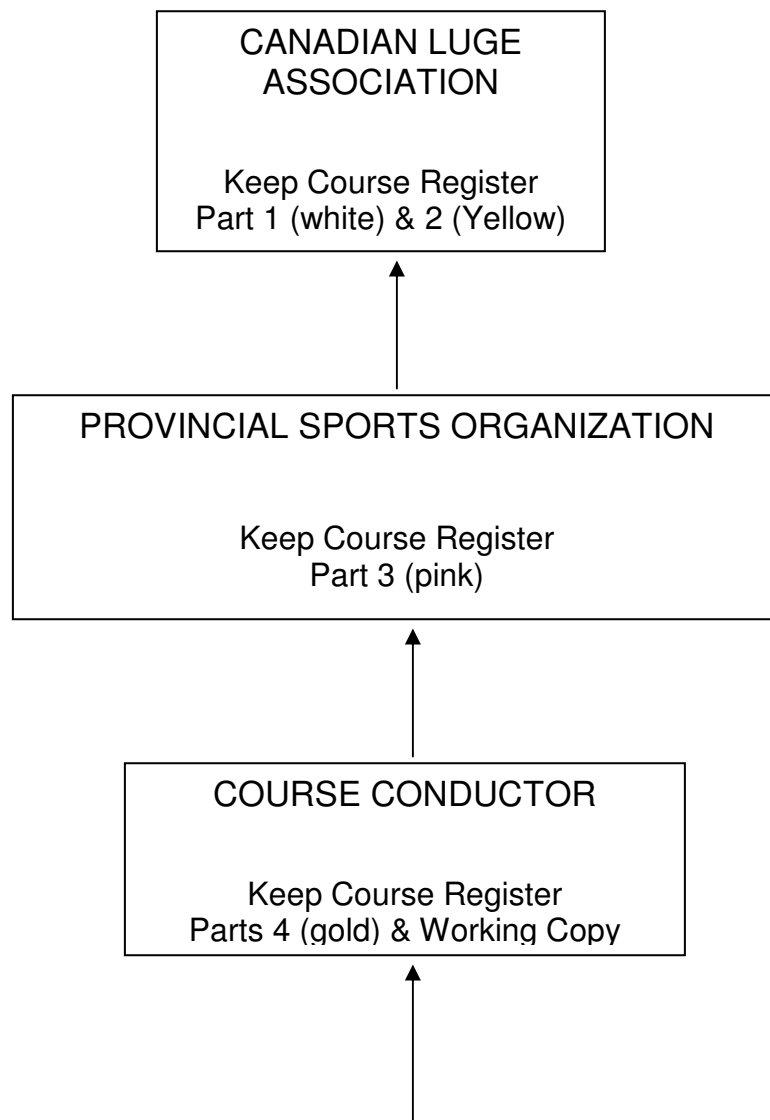 CANADIAN LUGE
ASSOCIATION
Keep Course Register
Part 1 (white) & 2 (Yellow)
PROVINCIAL SPORTS ORGANIZATION
Keep Course Register
Part 3 (pink)
COURSE CONDUCTOR
Keep Course Register
Parts 4 (gold) & Working Copy